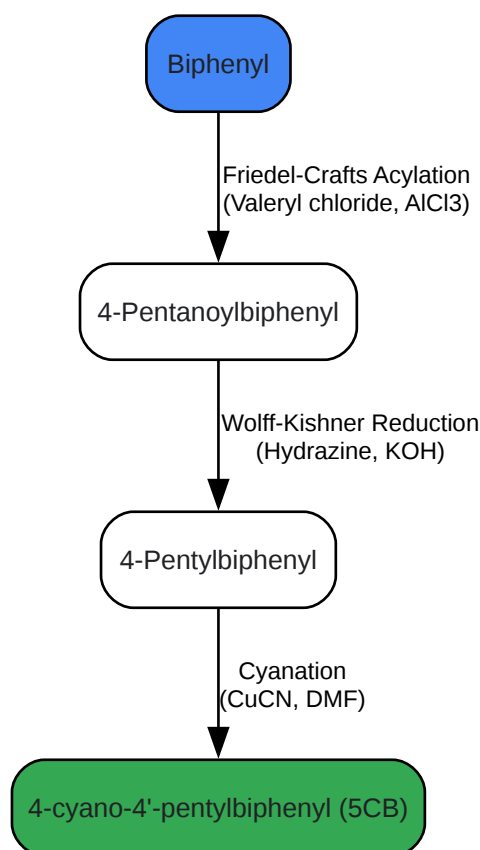 Biphenyl
Friedel-Crafts Acylation
(Valeryl chloride, AlCl3)
4-Pentanoylbiphenyl
Wolff-Kishner Reduction
(Hydrazine, KOH)
4-Pentylbiphenyl
Cyanation
(CuCN, DMF)
4-cyano-4'-pentylbiphenyl (5CB)